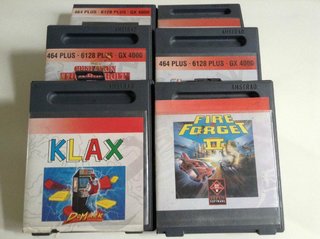 464 PLUS · 6128 PLUS · GX 4000
AMSTRAD
AMSTRAD
464 PLUS · 6128 PLUS · GX 4000
464 PLUS · 6128 PLUS · GX 4000
AMSTRAD
AMSTRAD
KLAX
DOMARK
FIRE
FORGET
II